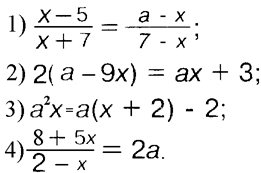 1) (x − 5)/(x + 7) = (a - x)/(7 - x);
2) 2(a − 9x) = ax + 3;
3) a²x=a(x + 2) - 2;
4) (8 + 5x)/(2 − x) = 2a.